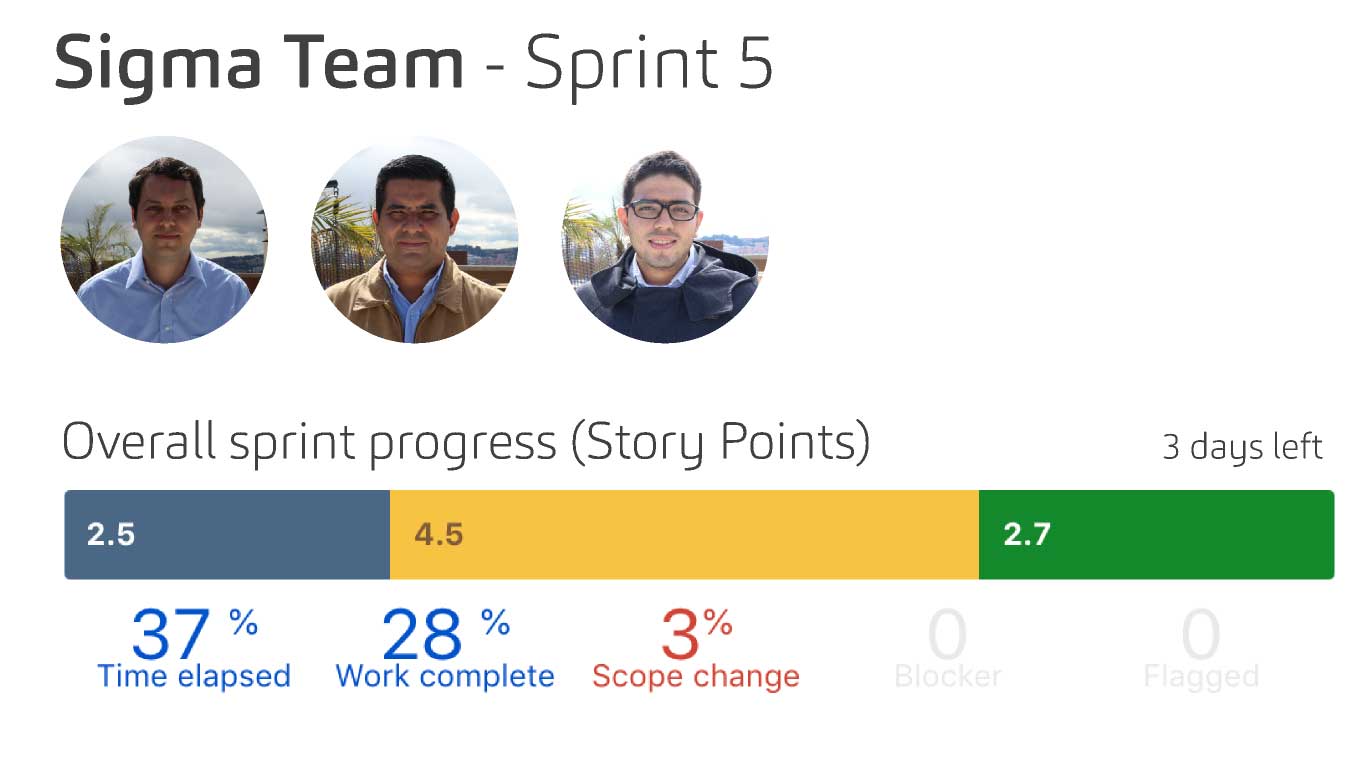 Sigma Team - Sprint 5
Overall sprint progress (Story Points)
3 days left
2.5 4.5 2.7
37 % 28 % 3% 0 0
Time elapsed Work complete Scope change Blocker Flagged